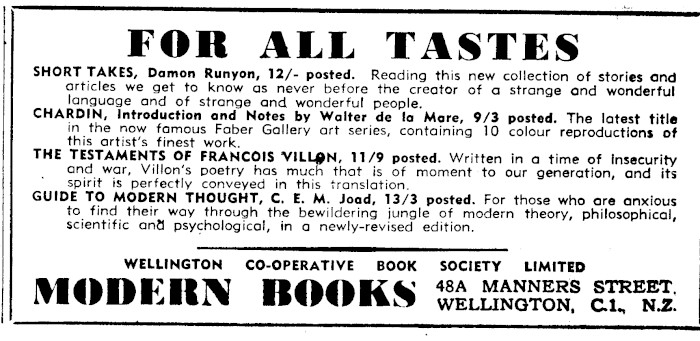 FOR ALL TASTES
SHORT TAKES, Damon Runyon, 12/- posted. Reading this new collection of stories and
articles we get to know as never before the creator of a strange and wonderful
language and of strange and wonderful people.
CHARDIN, Introduction and Notes by Walter de la Mare, 9/3 posted. The latest title
in the now famous Faber Gallery art series, containing 10 colour reproductions of
this artist's finest work.
THE TESTAMENTS OF FRANCOIS VILLON, 11/9 posted. Written in a time of insecurity
and war, Villon's poetry has much that is of moment to our generation, and its
spirit is perfectly conveyed in this translation.
GUIDE TO MODERN THOUGHT, C. E. M. Joad, 13/3 posted. For those who are anxious
to find their way through the bewildering jungle of modern theory, philosophical,
scientific and psychological, in a newly-revised edition.
WELLINGTON CO-OPERATIVE BOOK SOCIETY LIMITED
MODERN BOOKS
48A MANNERS STREET,
WELLINGTON, C.1., N.Z.